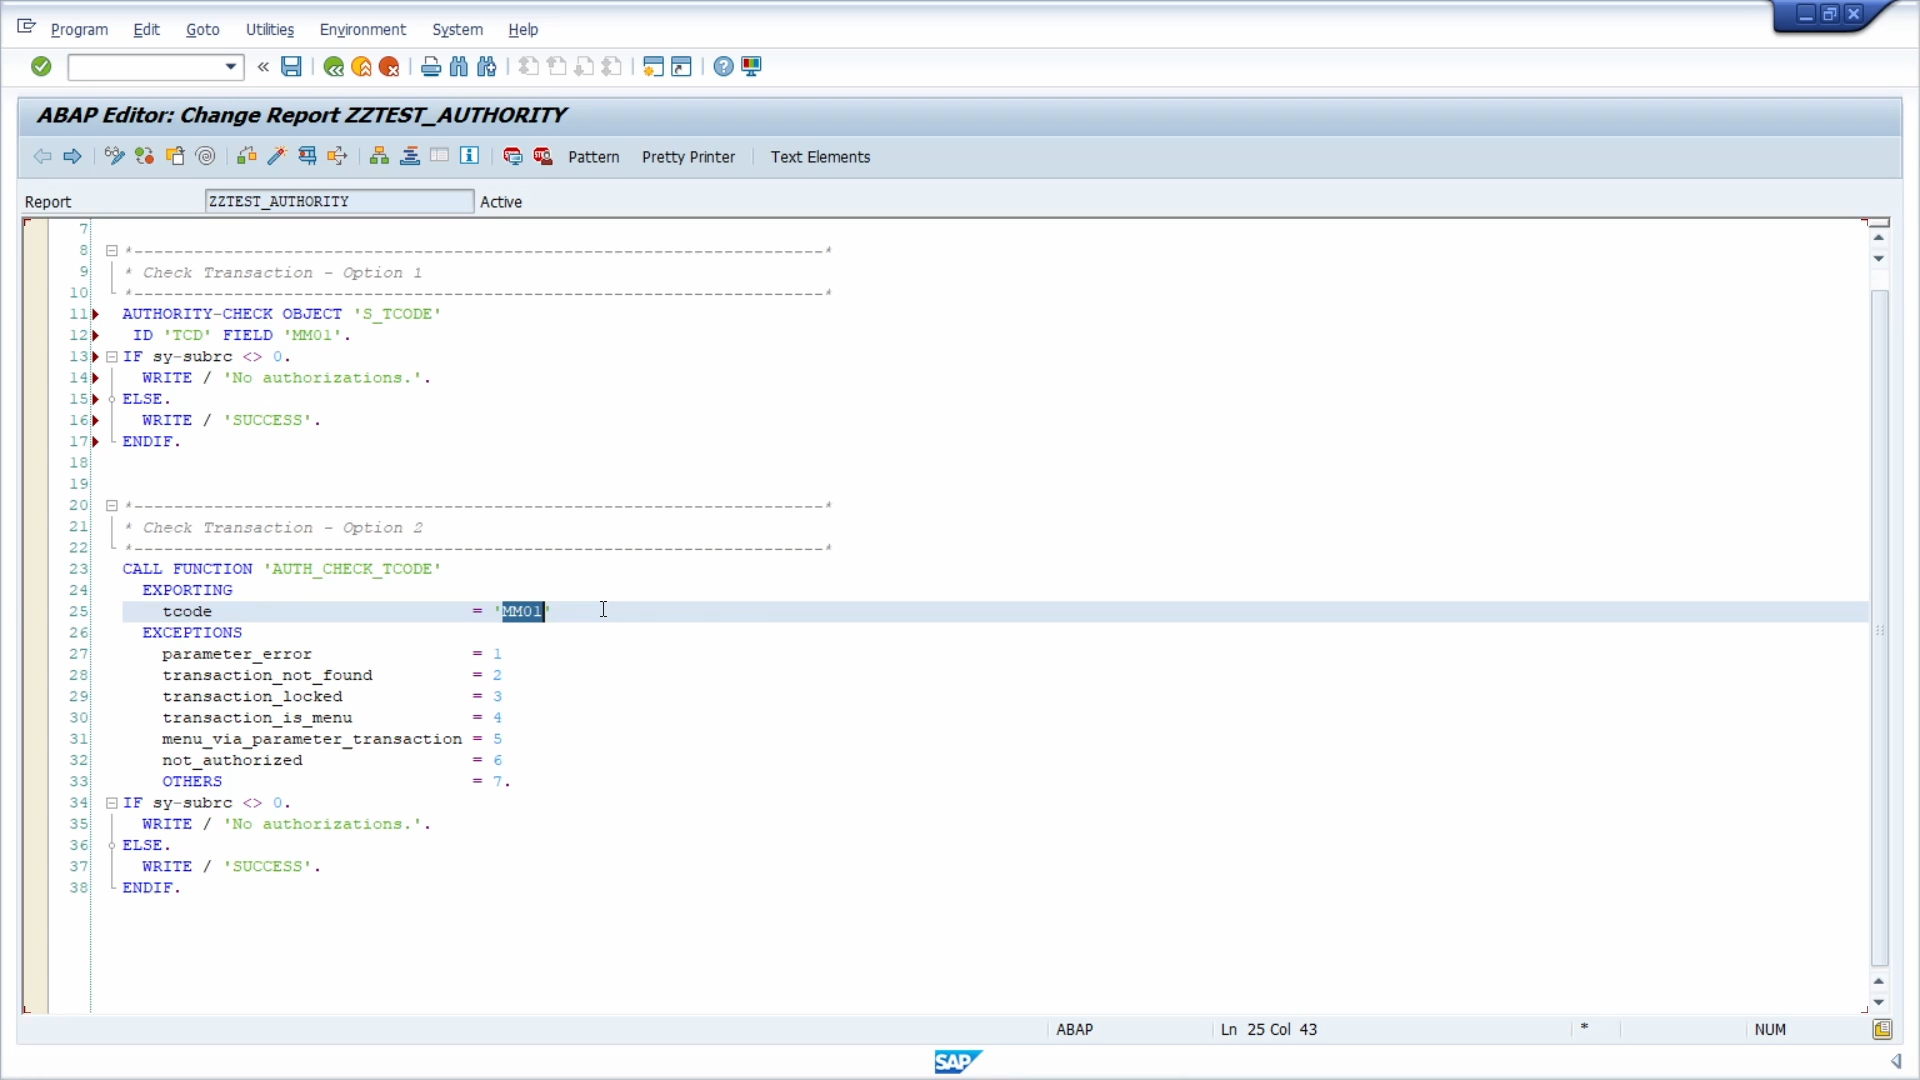 Program Edit Goto Utilities Environment System Help
ABAP Editor: Change Report ZZTEST_AUTHORITY
Pattern Pretty Printer Text Elements
Report ZZTEST_AUTHORITY Active
7
8 *---------------------------------------------------------------------*
9 * Check Transaction - Option 1
10 *---------------------------------------------------------------------*
11 AUTHORITY-CHECK OBJECT 'S_TCODE'
12 ID 'TCD' FIELD 'MM01'.
13 IF sy-subrc <> 0.
14 WRITE / 'No authorizations.'.
15 ELSE.
16 WRITE / 'SUCCESS'.
17 ENDIF.
18
19
20 *---------------------------------------------------------------------*
21 * Check Transaction - Option 2
22 *---------------------------------------------------------------------*
23 CALL FUNCTION 'AUTH_CHECK_TCODE'
24 EXPORTING
25 tcode = 'MM01'
26 EXCEPTIONS
27 parameter_error = 1
28 transaction_not_found = 2
29 transaction_locked = 3
30 transaction_is_menu = 4
31 menu_via_parameter_transaction = 5
32 not_authorized = 6
33 OTHERS = 7.
34 IF sy-subrc <> 0.
35 WRITE / 'No authorizations.'.
36 ELSE.
37 WRITE / 'SUCCESS'.
38 ENDIF.
ABAP Ln 25 Col 43 * NUM
SAP